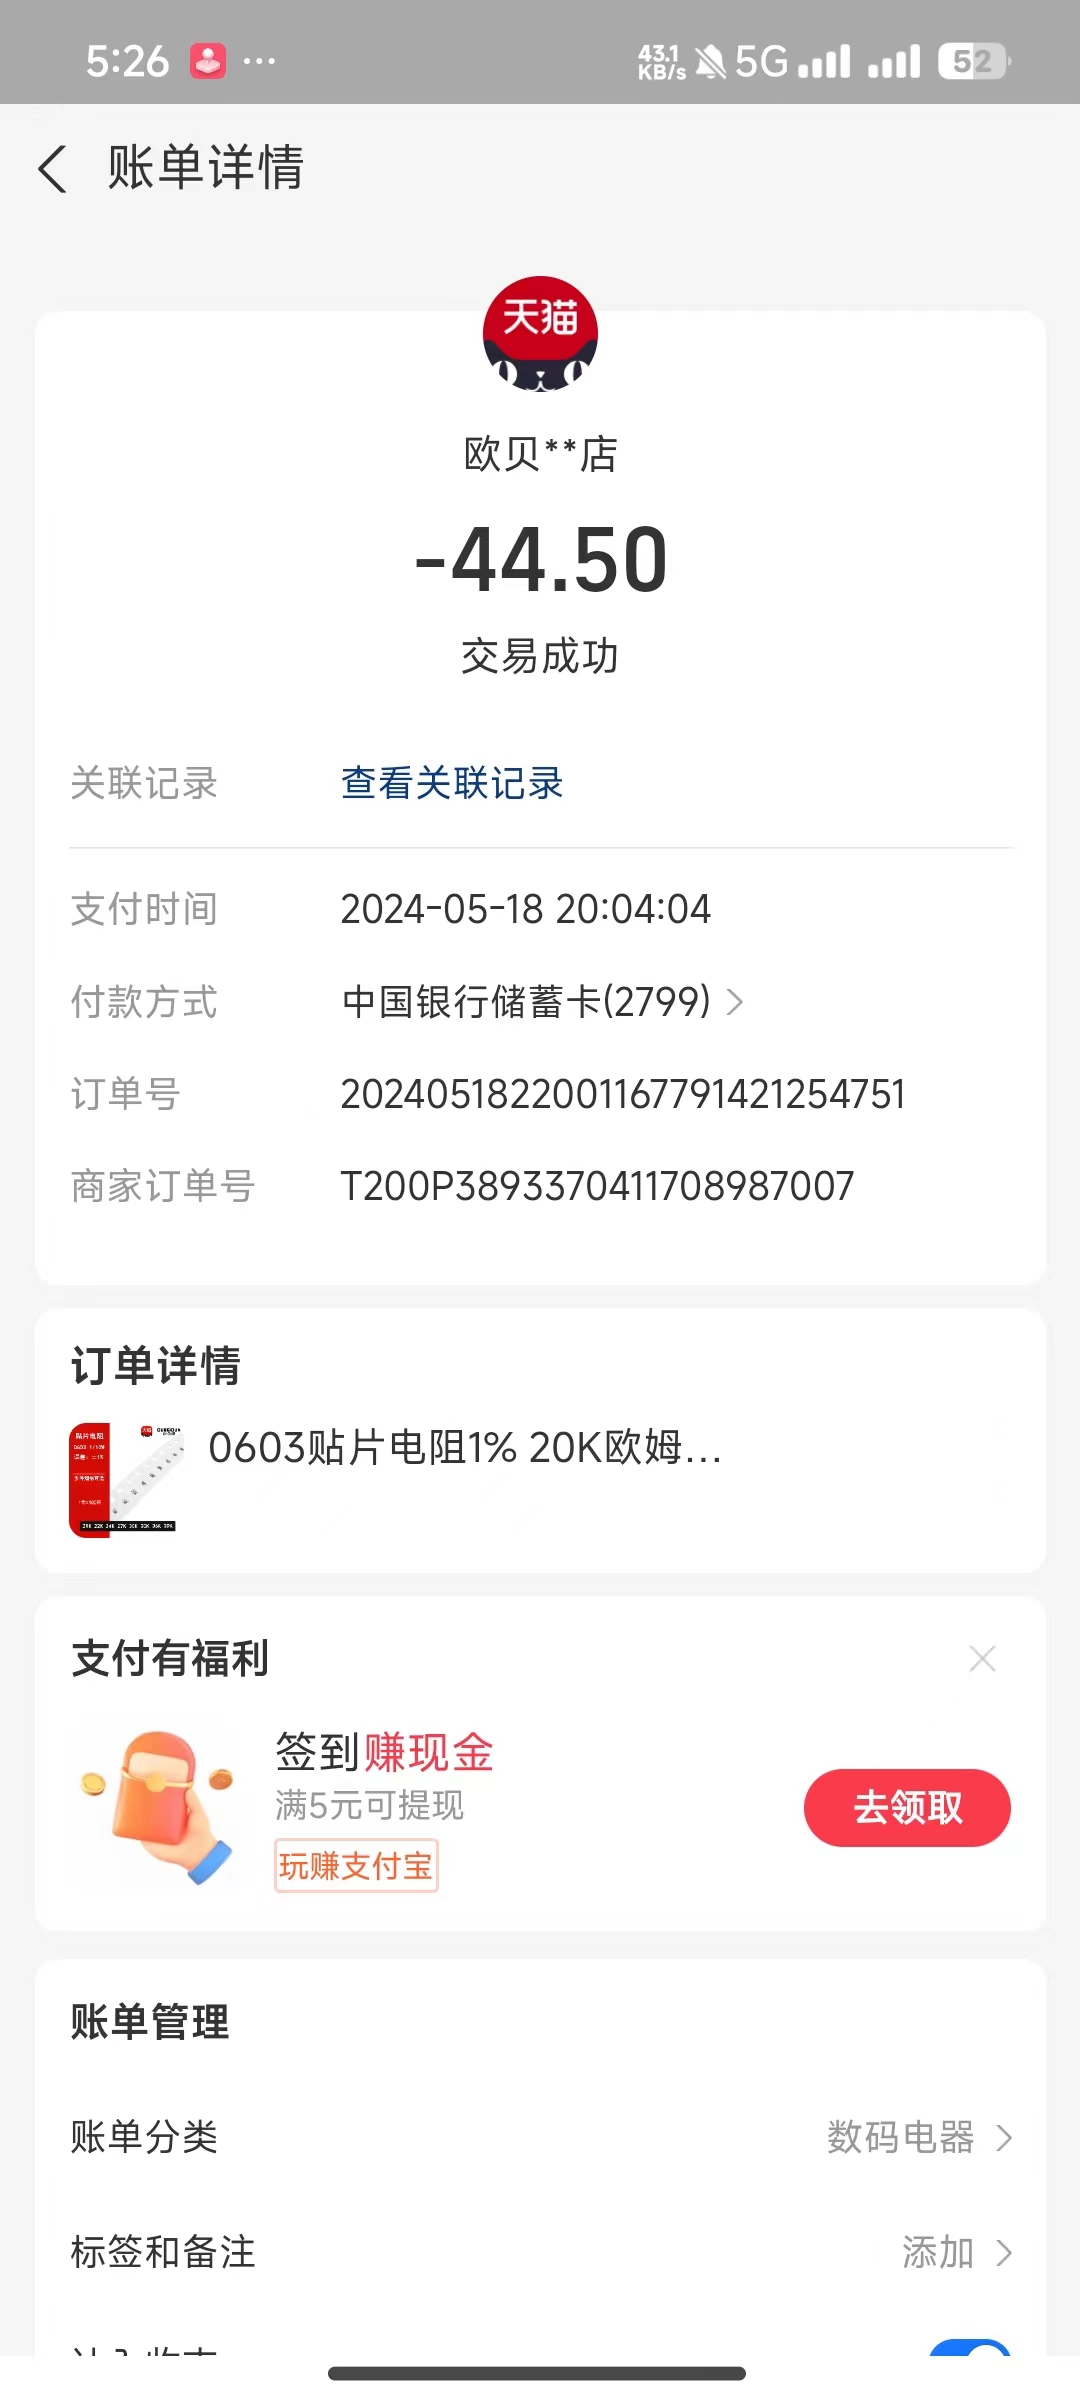 5:26 ··· 43.1 KB/s 5G 52
账单详情
天猫
欧贝**店
-44.50
交易成功
关联记录 查看关联记录
支付时间 2024-05-18 20:04:04
付款方式 中国银行储蓄卡(2799)
订单号 2024051822001167791421254751
商家订单号 T200P3893370411708987007
订单详情
0603贴片电阻1% 20K欧姆...
贴片电阻
支付有福利
签到赚现金
满5元可提现
玩赚支付宝
去领取
账单管理
账单分类 数码电器
标签和备注 添加